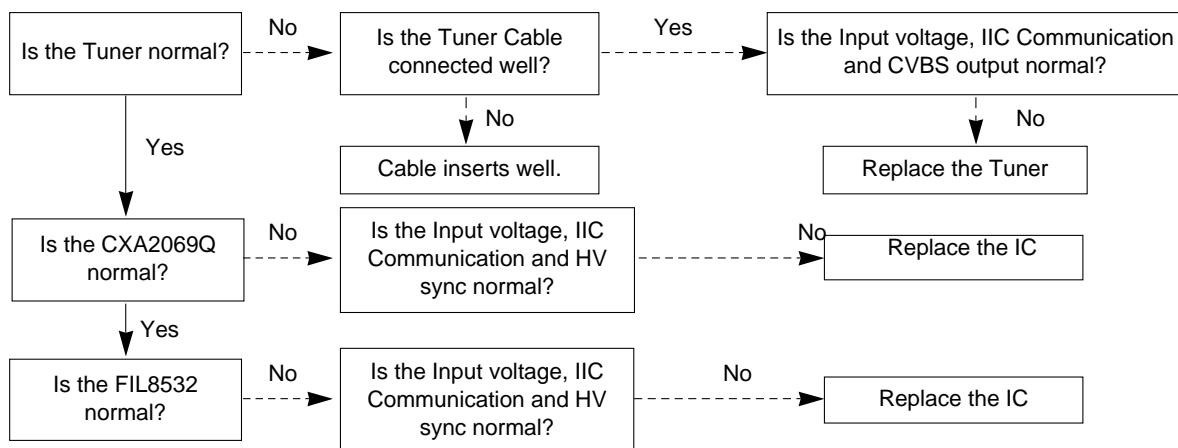 Is the Tuner normal?
No
Is the Tuner Cable
connected well?
Yes
Is the Input voltage, IIC Communication
and CVBS output normal?
No
No
Yes
Cable inserts well.
Replace the Tuner
Is the CXA2069Q
normal?
No
Is the Input voltage, IIC
Communication and HV
sync normal?
No
Replace the IC
Yes
Is the FIL8532
normal?
No
Is the Input voltage, IIC
Communication and HV
sync normal?
No
Replace the IC